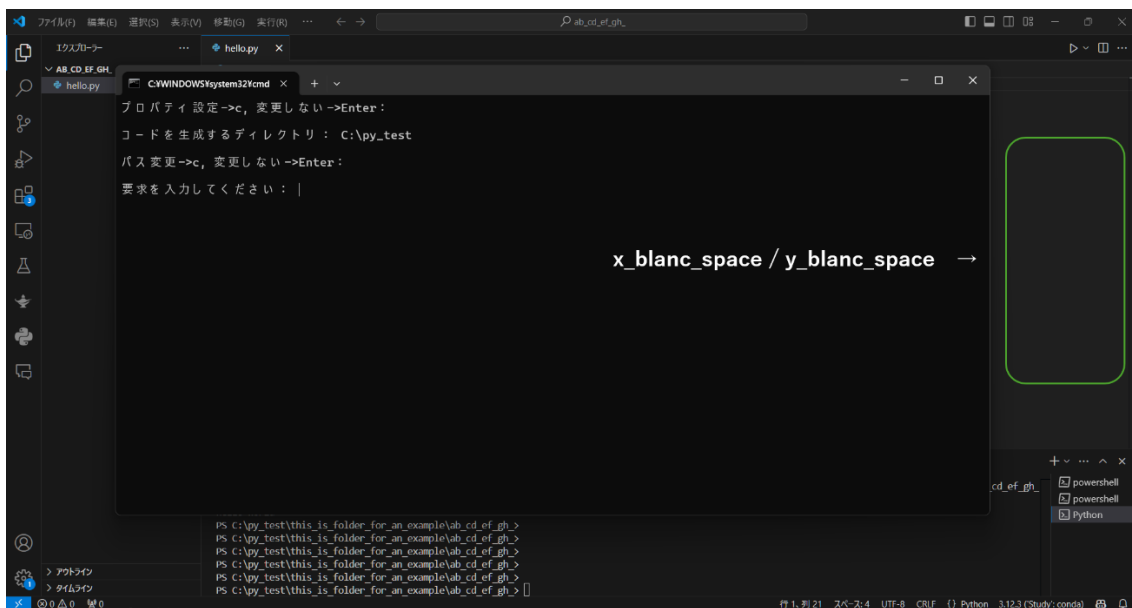 ファイル(F) 編集(E) 選択(S) 表示(V) 移動(G) 実行(R) ··· ← → ab_cd_ef_gh_
エクスプローラー ··· hello.py ×
AB_CD_EF_GH_
hello.py
C:¥WINDOWS¥system32¥cmd × +
プロパティ設定->c, 変更しない->Enter:
コードを生成するディレクトリ: C:\py_test
パス変更->c, 変更しない->Enter:
要求を入力してください:
x_blanc_space / y_blanc_space →
3
cd_ef_gh_
powershell
powershell
Python
PS C:\py_test\this_is_folder_for_an_example\ab_cd_ef_gh_>
PS C:\py_test\this_is_folder_for_an_example\ab_cd_ef_gh_>
PS C:\py_test\this_is_folder_for_an_example\ab_cd_ef_gh_>
PS C:\py_test\this_is_folder_for_an_example\ab_cd_ef_gh_>
PS C:\py_test\this_is_folder_for_an_example\ab_cd_ef_gh_>
PS C:\py_test\this_is_folder_for_an_example\ab_cd_ef_gh_>
アウトライン
タイムライン
1
0 0 0 行 1、列 21 スペース: 4 UTF-8 CRLF {} Python 3.12.3 ('Study': conda)